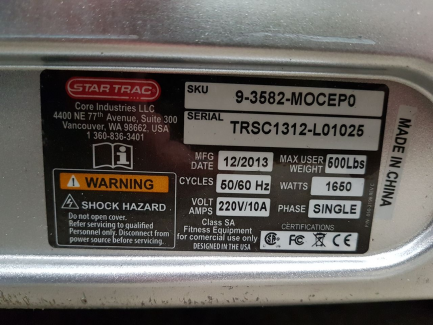 STAR TRAC
Core Industries LLC
4400 NE 77th Avenue, Suite 300
Vancouver, WA 98662, USA
1 360-836-3401
SKU 9-3582-MOCEP0
SERIAL TRSC1312-L01025
MFG DATE 12/2013 MAX USER WEIGHT 500Lbs
CYCLES 50/60 Hz WATTS 1650
VOLT AMPS 220V/10A PHASE SINGLE
WARNING
SHOCK HAZARD
Do not open cover.
Refer servicing to qualified
Personnel only. Disconnect from
power source before servicing.
Class SA
Fitness Equipment
for comercial use only
DESIGNED IN THE USA
CERTIFICATIONS
FC CE
MADE IN CHINA